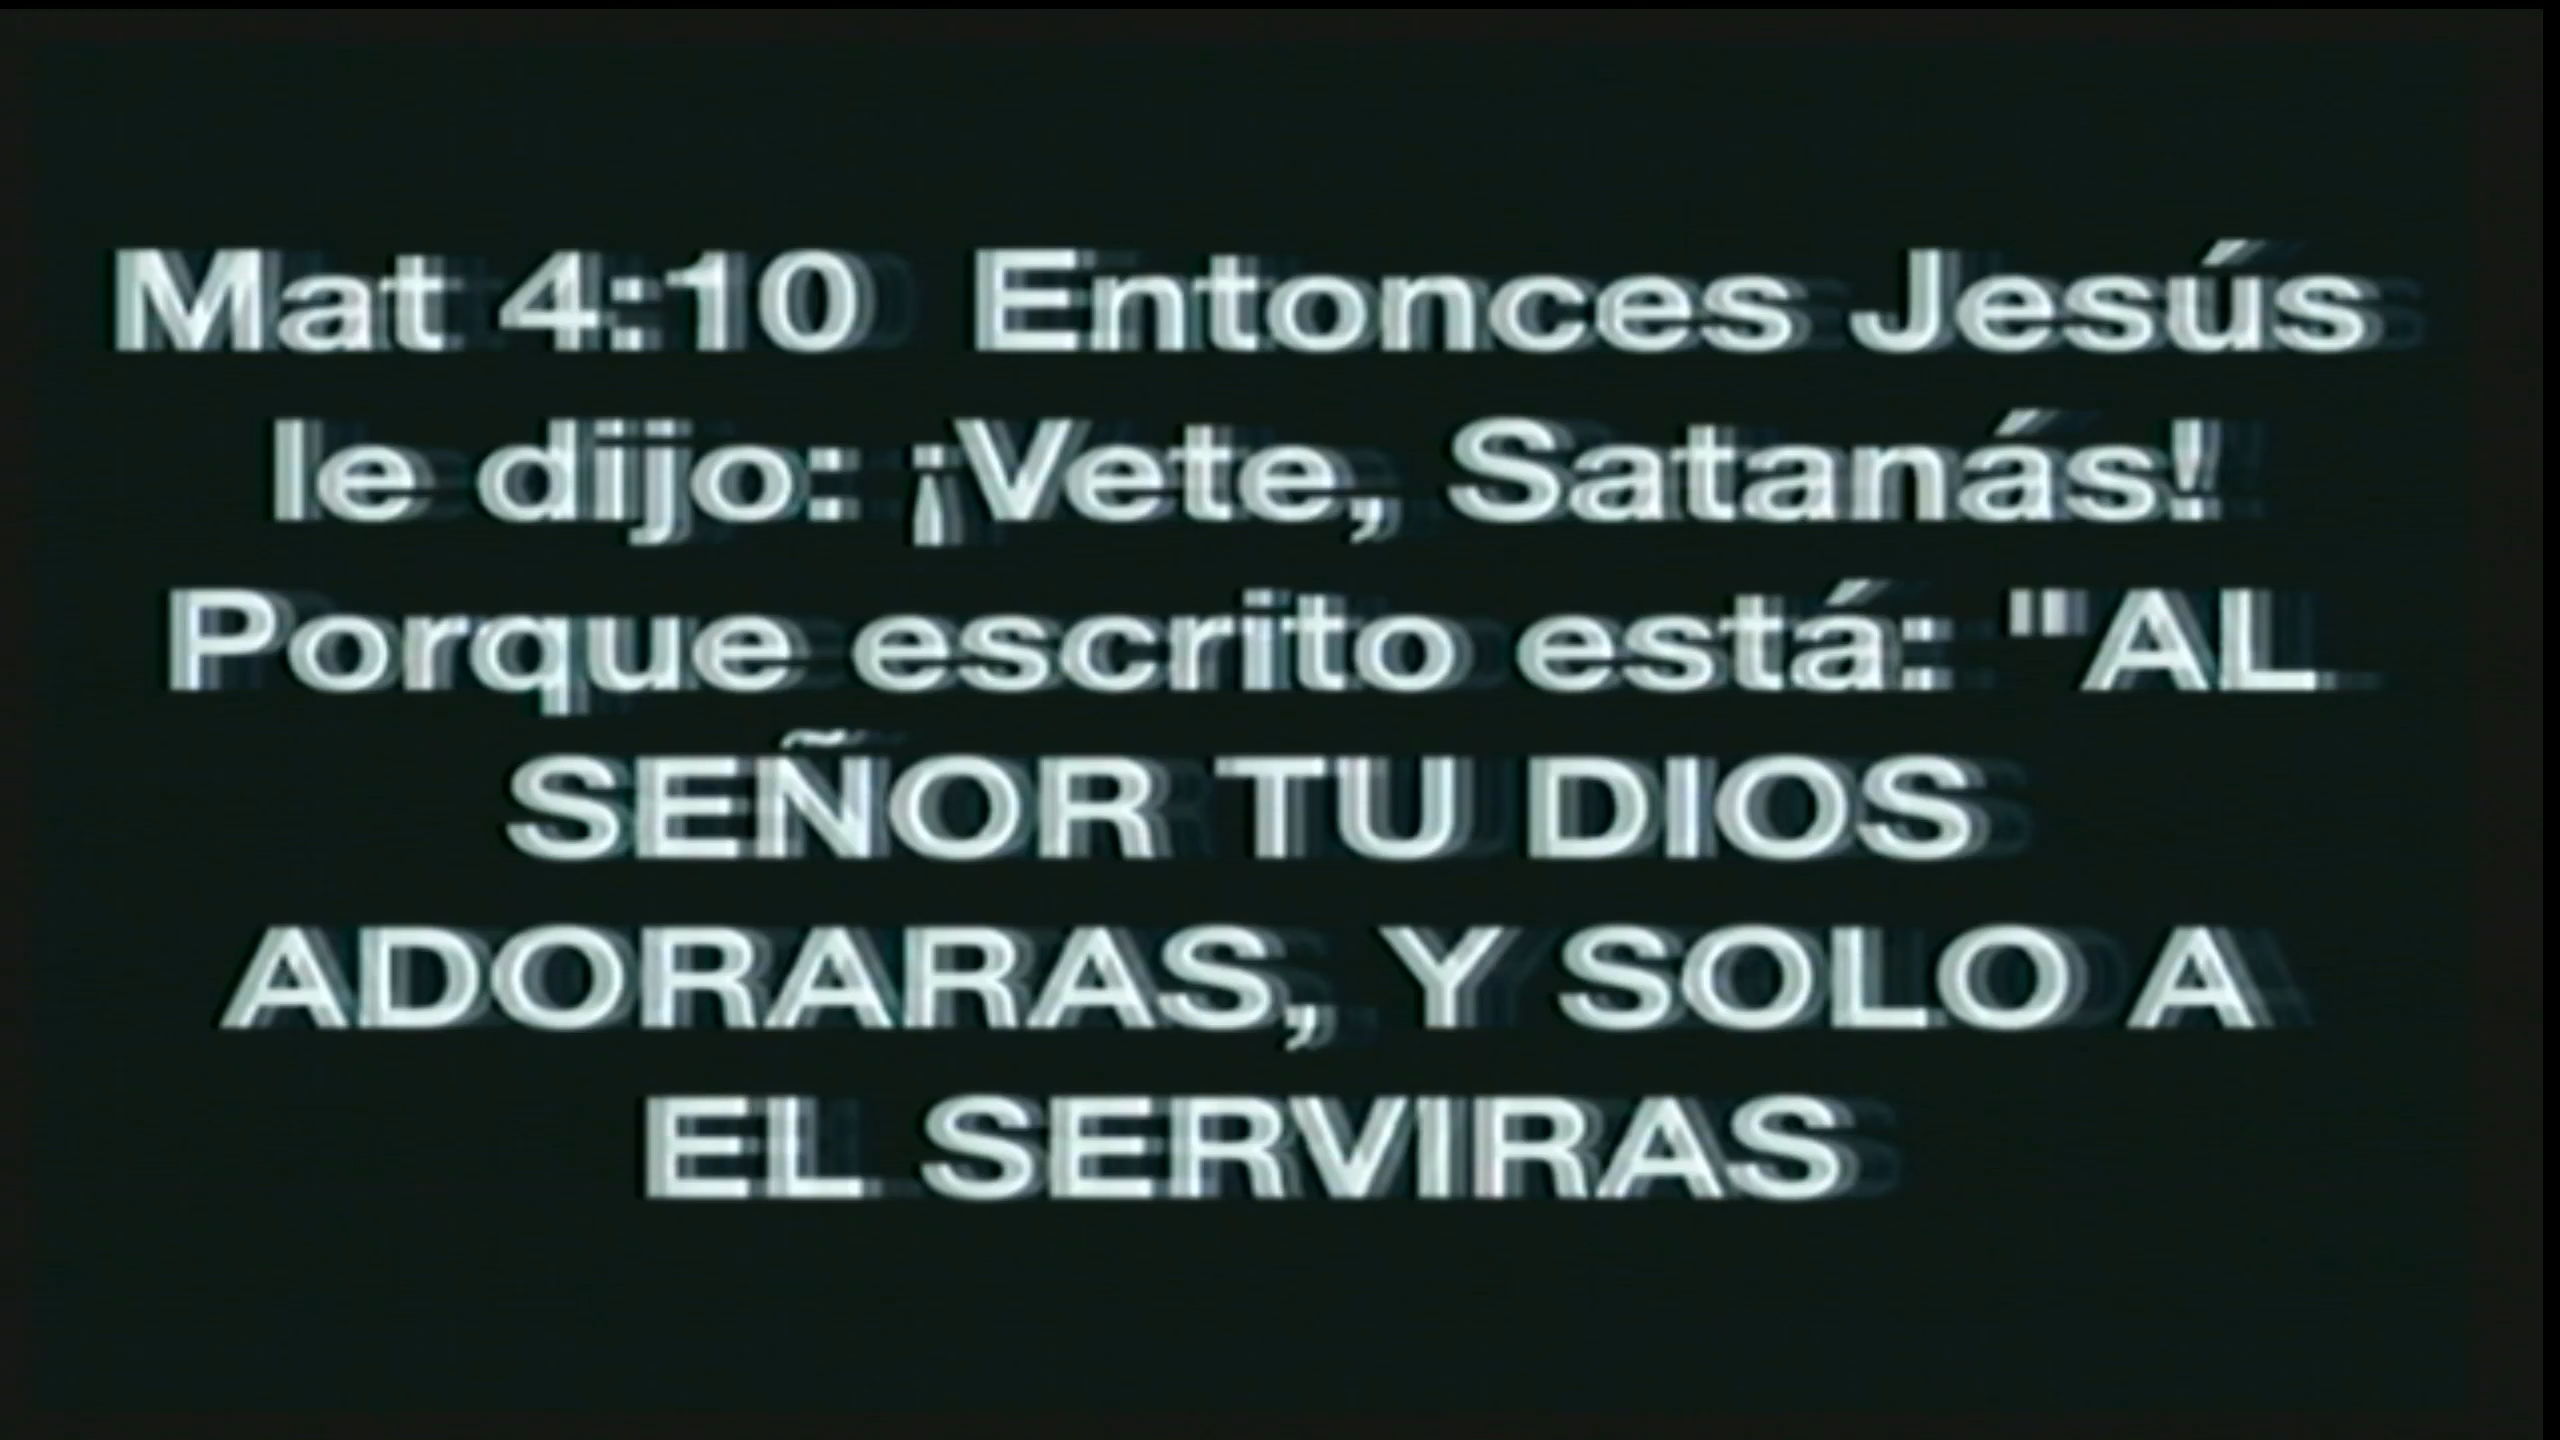 Mat 4:10  Entonces Jesús
le dijo: ¡Vete, Satanás!
Porque escrito está: "AL
SEÑOR TU DIOS
ADORARAS, Y SOLO A
EL SERVIRAS